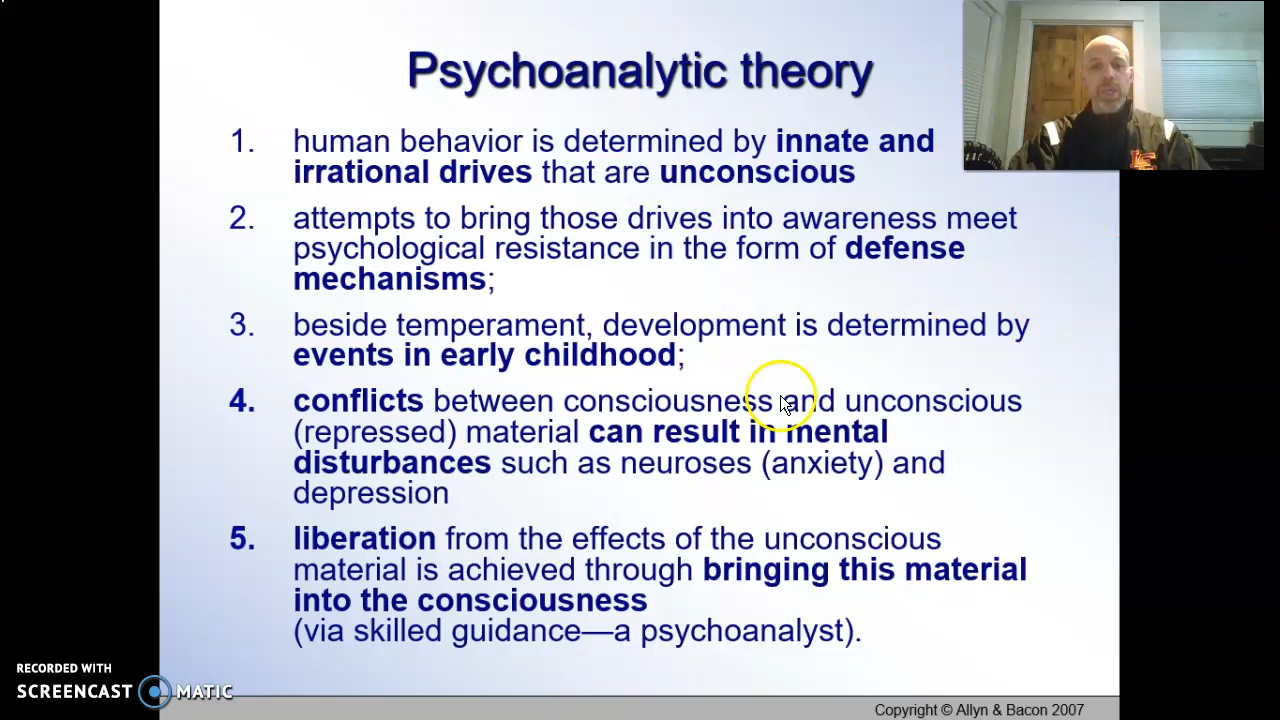 Psychoanalytic theory
1. human behavior is determined by innate and
irrational drives that are unconscious
2. attempts to bring those drives into awareness meet
psychological resistance in the form of defense
mechanisms;
3. beside temperament, development is determined by
events in early childhood;
4. conflicts between consciousness and unconscious
(repressed) material can result in mental
disturbances such as neuroses (anxiety) and
depression
5. liberation from the effects of the unconscious
material is achieved through bringing this material
into the consciousness
(via skilled guidance—a psychoanalyst).
RECORDED WITH
SCREENCAST MATIC
Copyright © Allyn & Bacon 2007